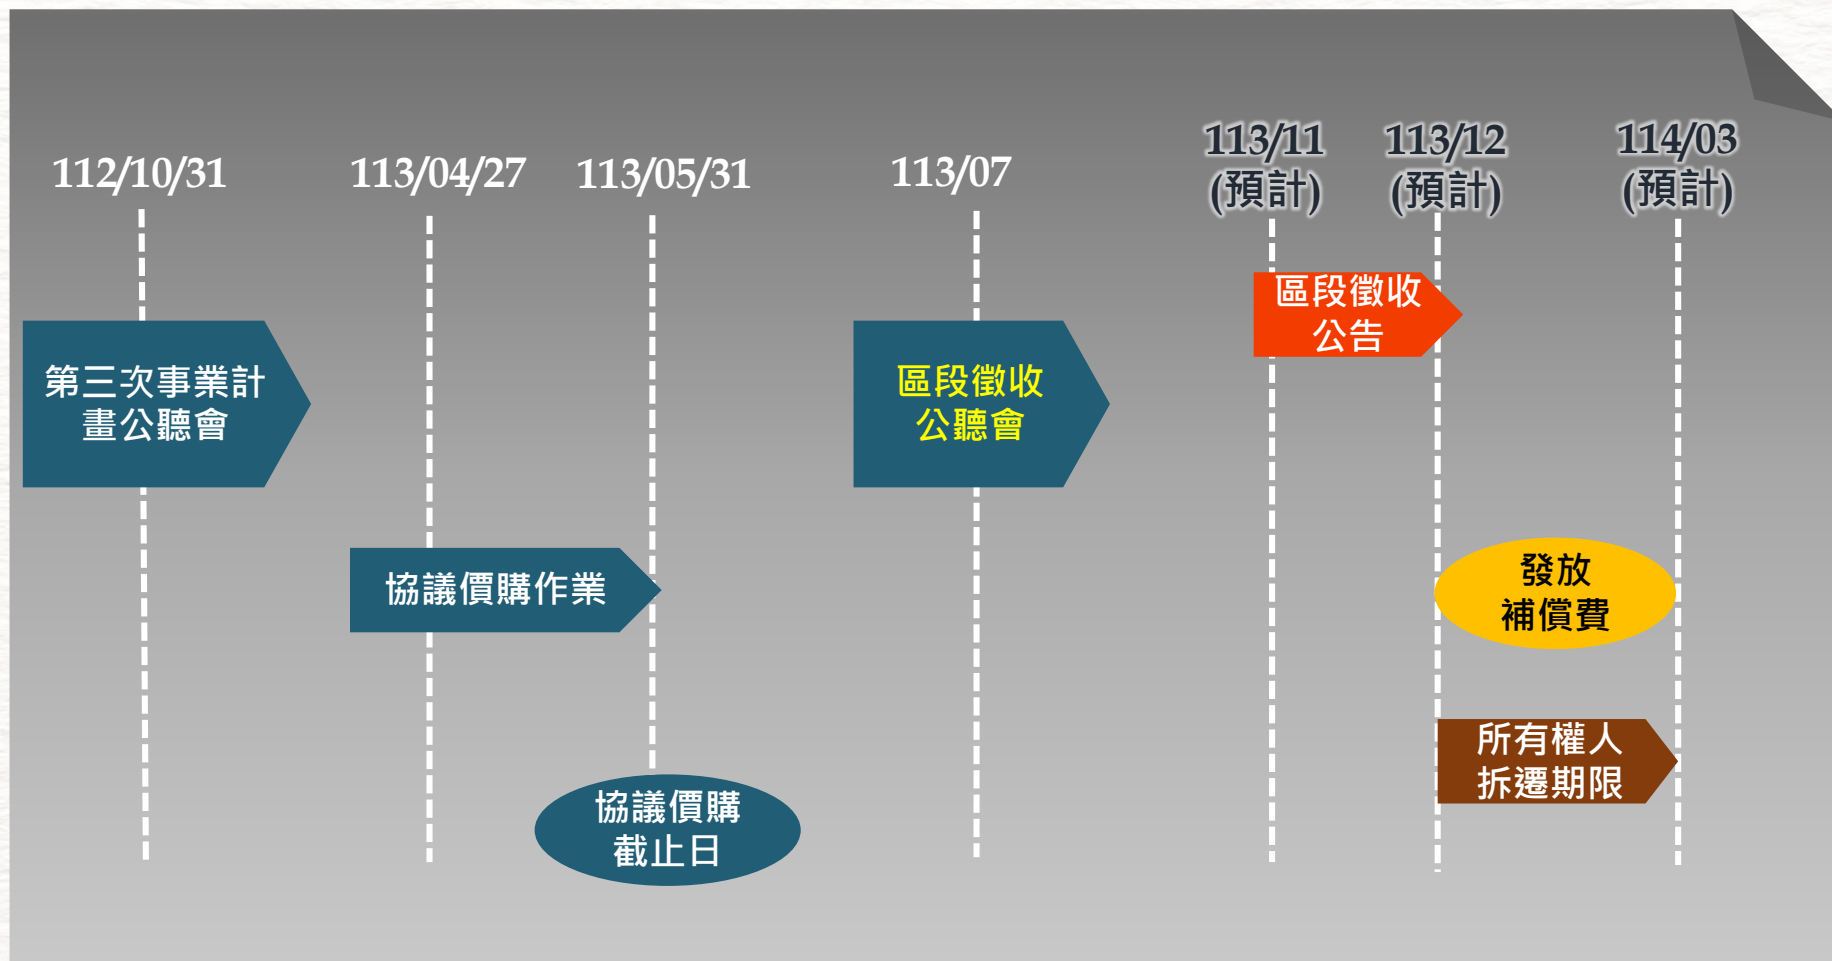 112/10/31
113/04/27
113/05/31
113/07
113/11
(預計)
113/12
(預計)
114/03
(預計)
第三次事業計
畫公聽會
協議價購作業
協議價購
截止日
區段徵收
公聽會
區段徵收
公告
發放
補償費
所有權人
拆遷期限